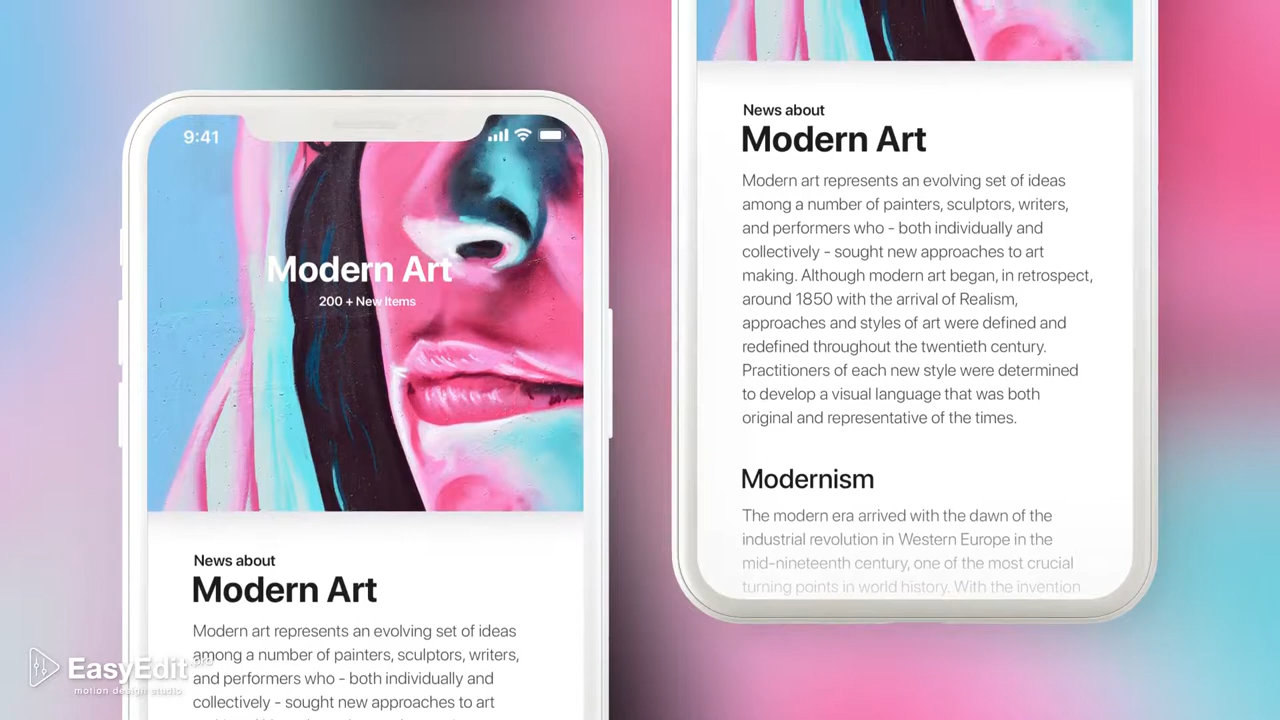 9:41
Modern Art
200 + New Items
News about
Modern Art
Modern art represents an evolving set of ideas
among a number of painters, sculptors, writers,
and performers who - both individually and
collectively - sought new approaches to art
EasyEdit.pro
motion design studio
News about
Modern Art
Modern art represents an evolving set of ideas
among a number of painters, sculptors, writers,
and performers who - both individually and
collectively - sought new approaches to art
making. Although modern art began, in retrospect,
around 1850 with the arrival of Realism,
approaches and styles of art were defined and
redefined throughout the twentieth century.
Practitioners of each new style were determined
to develop a visual language that was both
original and representative of the times.
Modernism
The modern era arrived with the dawn of the
industrial revolution in Western Europe in the
mid-nineteenth century, one of the most crucial
turning points in world history. With the invention